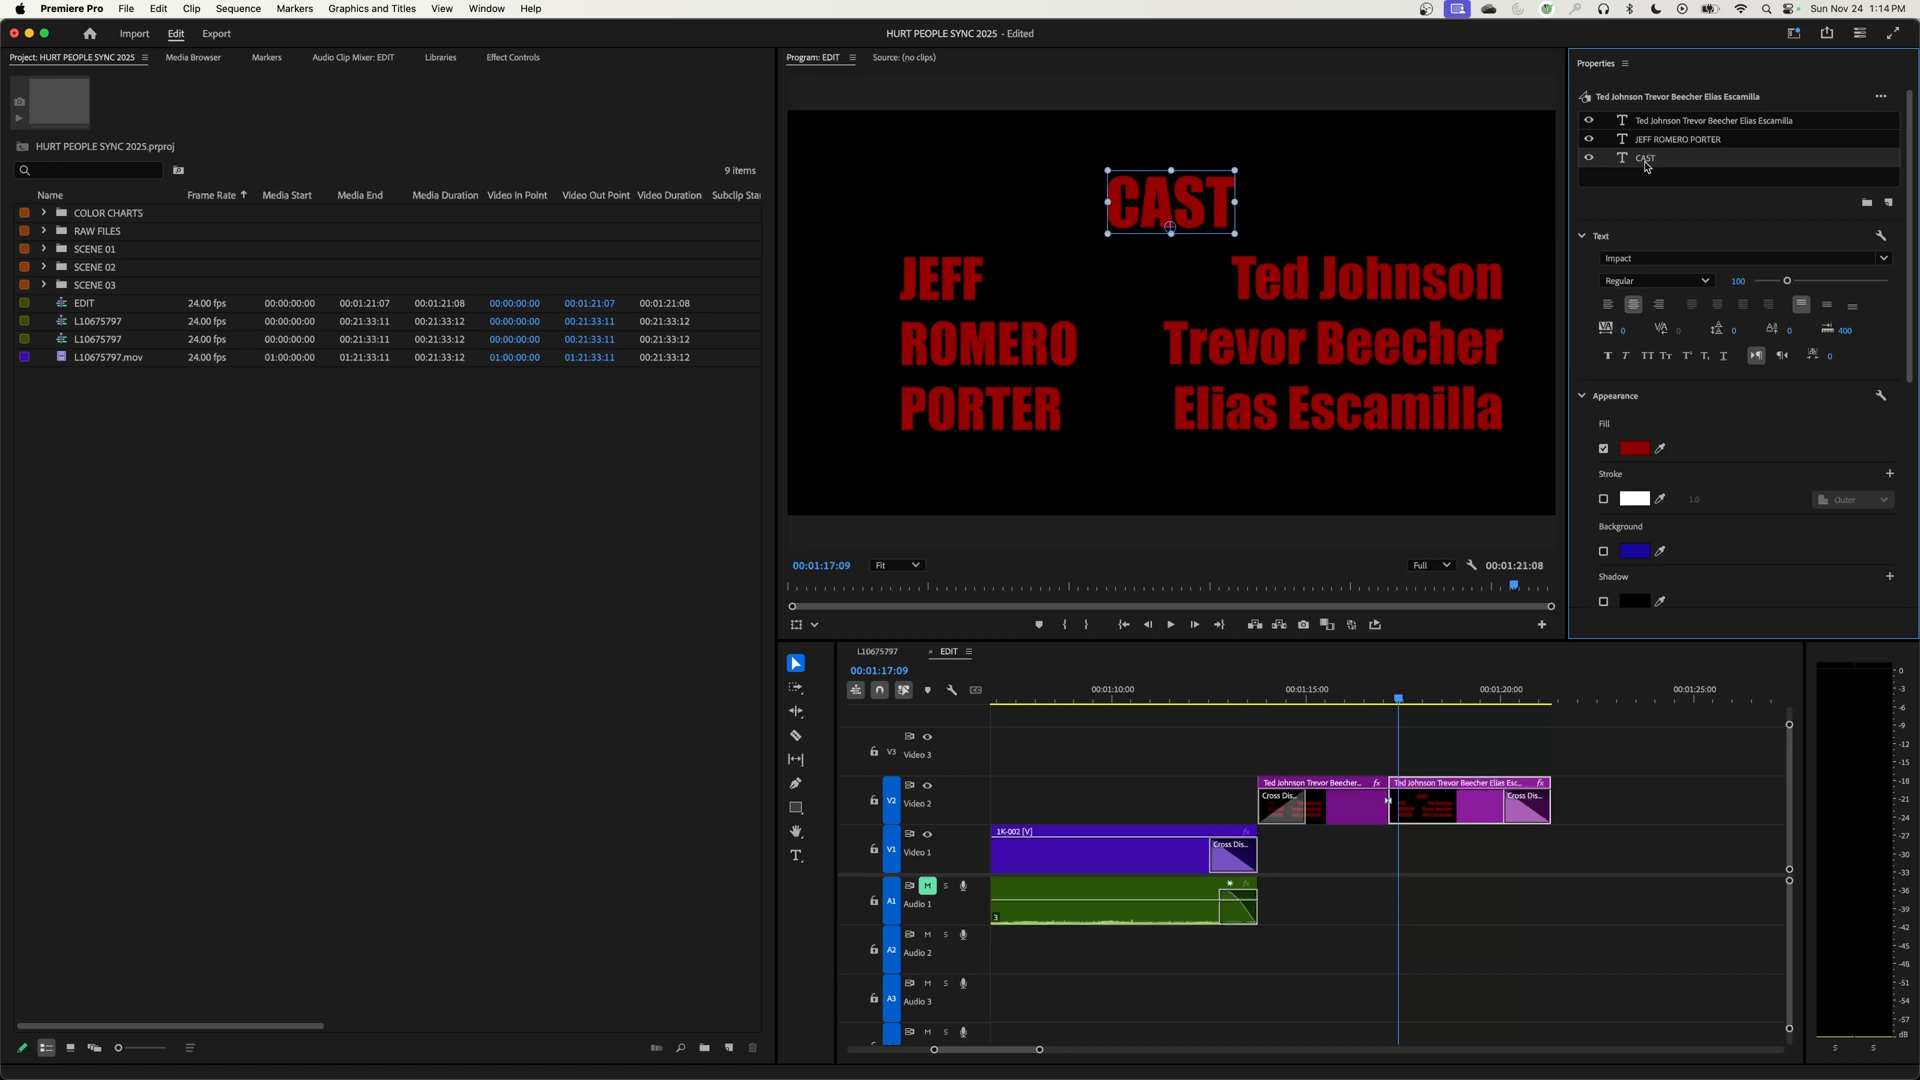 Premiere Pro File Edit Clip Sequence Markers Graphics and Titles View Window Help Sun Nov 24 1:14 PM
Import Edit Export HURT PEOPLE SYNC 2025 - Edited
Project: HURT PEOPLE SYNC 2025 Media Browser Markers Audio Clip Mixer: EDIT Libraries Effect Controls
HURT PEOPLE SYNC 2025.prproj
9 items
Name Frame Rate Media Start Media End Media Duration Video In Point Video Out Point Video Duration Subclip Star
COLOR CHARTS
RAW FILES
SCENE 01
SCENE 02
SCENE 03
EDIT 24.00 fps 00:00:00:00 00:01:21:07 00:01:21:08 00:00:00:00 00:01:21:07 00:01:21:08
L10675797 24.00 fps 00:00:00:00 00:21:33:11 00:21:33:12 00:00:00:00 00:21:33:11 00:21:33:12
L10675797 24.00 fps 00:00:00:00 00:21:33:11 00:21:33:12 00:00:00:00 00:21:33:11 00:21:33:12
L10675797.mov 24.00 fps 01:00:00:00 01:21:33:11 00:21:33:12 01:00:00:00 01:21:33:11 00:21:33:12
Program: EDIT Source: (no clips)
CAST
JEFF Ted Johnson
ROMERO Trevor Beecher
PORTER Elias Escamilla
00:01:17:09 Fit Full 00:01:21:08
Properties
Ted Johnson Trevor Beecher Elias Escamilla
Ted Johnson Trevor Beecher Elias Escamilla
JEFF ROMERO PORTER
CAST
Text
Impact
Regular 100
0 0 0 0 400
0
Appearance
Fill
Stroke
1.0 Outer
Background
Shadow
L10675797 EDIT
00:01:17:09
00:01:10:00 00:01:15:00 00:01:20:00 00:01:25:00
V3 Video 3
V2 Video 2
Ted Johnson Trevor Beecher... fx Ted Johnson Trevor Beecher Elias Esc... fx
Cross Dis... Cross Dis...
V1 Video 1
1K-002 [V] fx
Cross Dis...
A1 M S Audio 1
3
A2 M S Audio 2
A3 M S Audio 3
M S
0
-3
-6
-9
-12
-15
-18
-21
-24
-27
-30
-33
-36
-39
-42
-45
-48
-51
-54
-57
dB
S S